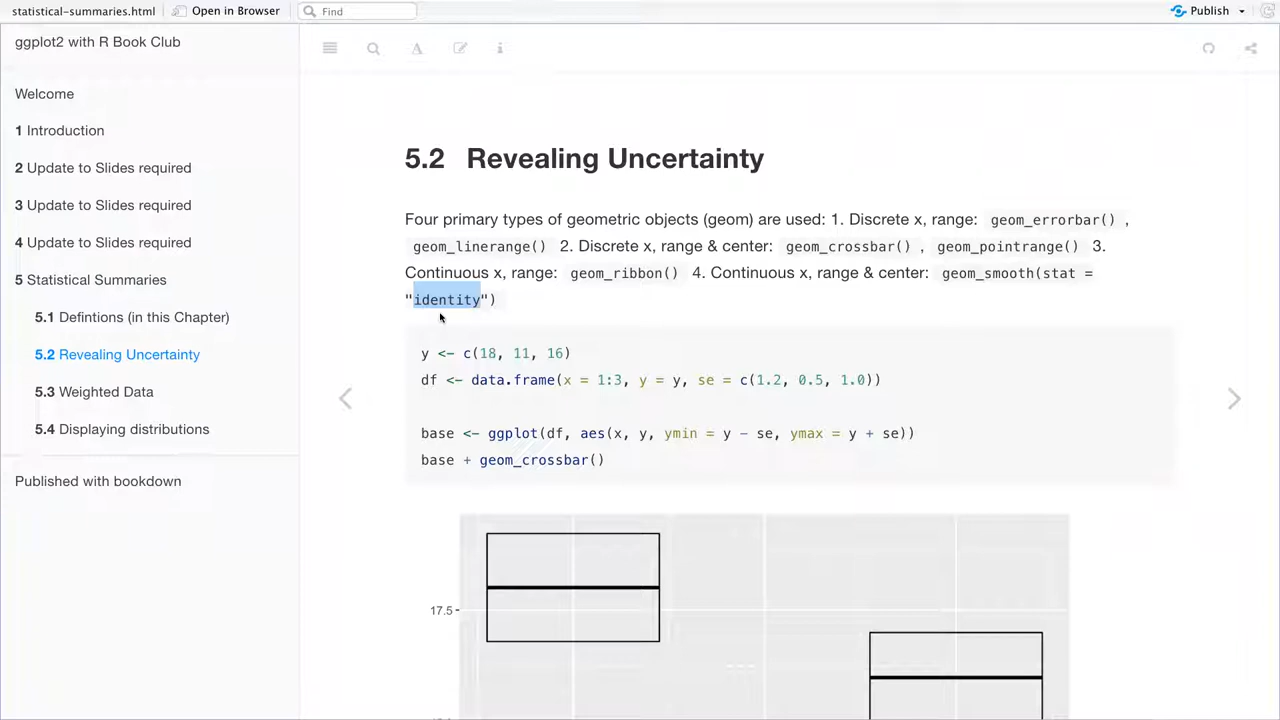 statistical-summaries.html Open in Browser Find Publish
ggplot2 with R Book Club
Welcome
1 Introduction
2 Update to Slides required
3 Update to Slides required
4 Update to Slides required
5 Statistical Summaries
5.1 Defintions (in this Chapter)
5.2 Revealing Uncertainty
5.3 Weighted Data
5.4 Displaying distributions
Published with bookdown
5.2 Revealing Uncertainty
Four primary types of geometric objects (geom) are used: 1. Discrete x, range: geom_errorbar() ,
geom_linerange() 2. Discrete x, range & center: geom_crossbar() , geom_pointrange() 3.
Continuous x, range: geom_ribbon() 4. Continuous x, range & center: geom_smooth(stat =
"identity")
y <- c(18, 11, 16)
df <- data.frame(x = 1:3, y = y, se = c(1.2, 0.5, 1.0))
base <- ggplot(df, aes(x, y, ymin = y - se, ymax = y + se))
base + geom_crossbar()
17.5